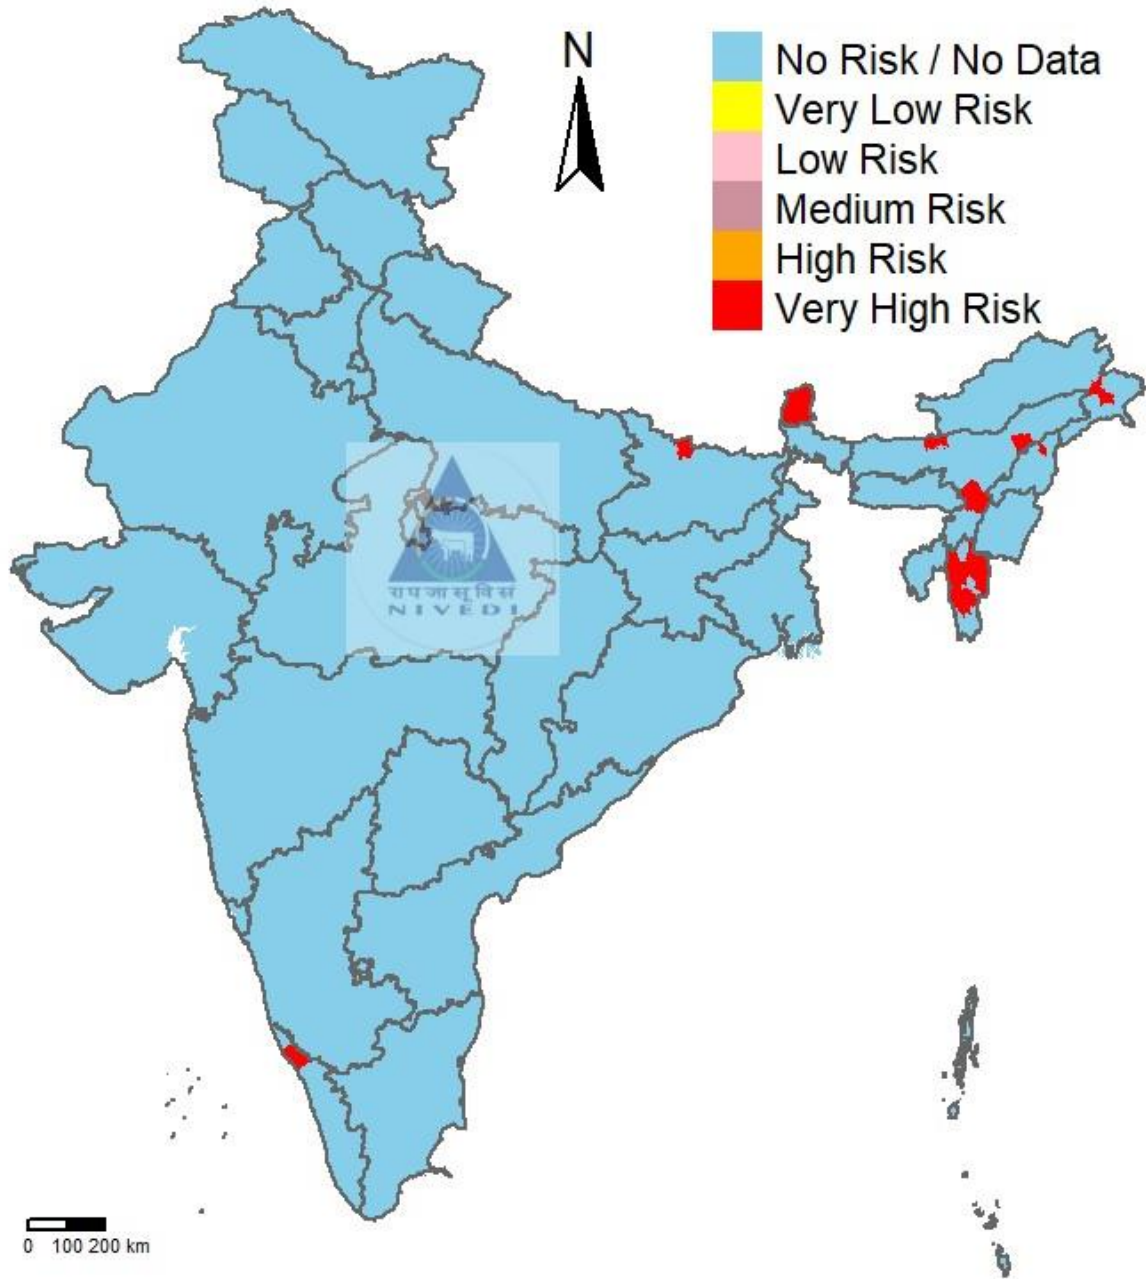 N
No Risk / No Data
Very Low Risk
Low Risk
Medium Risk
High Risk
Very High Risk
रा प जा सू वि सं
NIVEDI
0 100 200 km